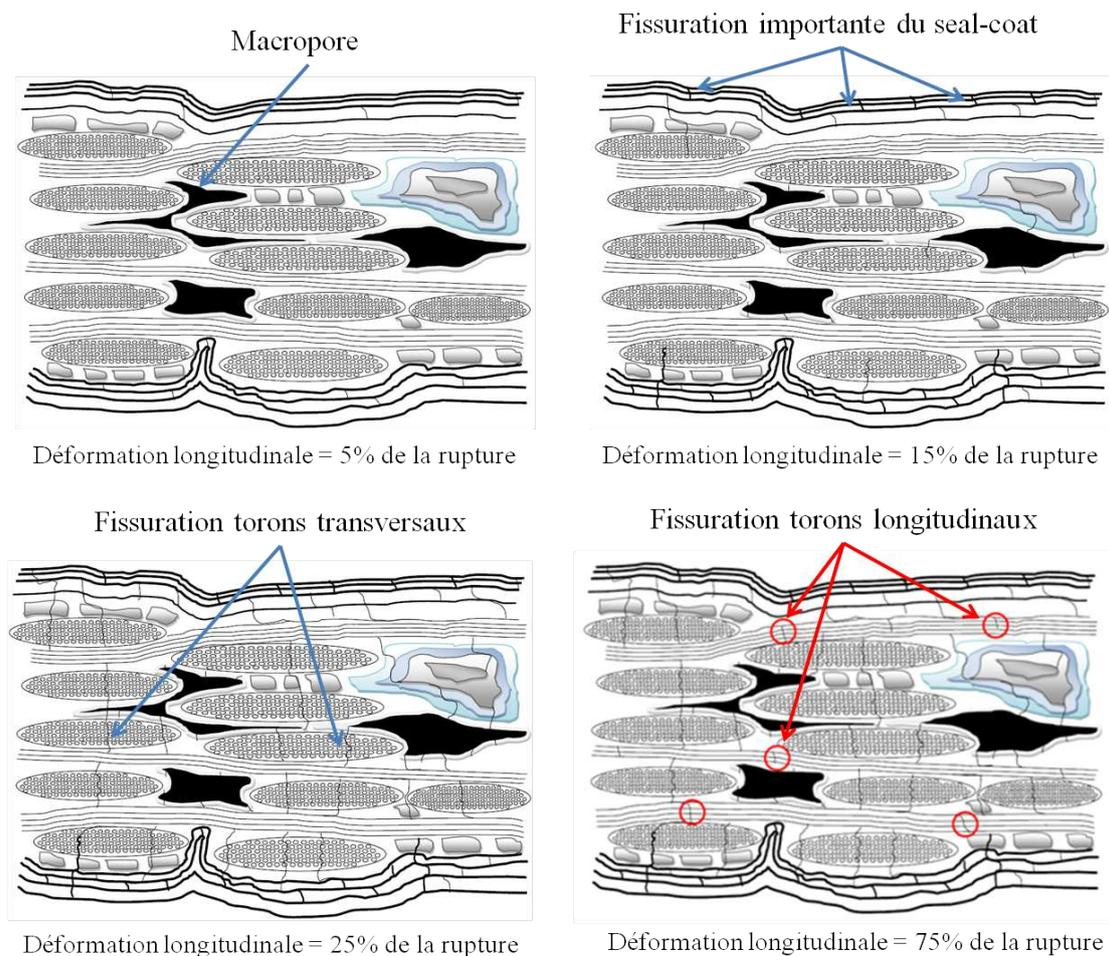 Macropore
Fissuration importante du seal-coat
Déformation longitudinale = 5% de la rupture
Déformation longitudinale = 15% de la rupture
Fissuration torons transversaux
Fissuration torons longitudinaux
Déformation longitudinale = 25% de la rupture
Déformation longitudinale = 75% de la rupture